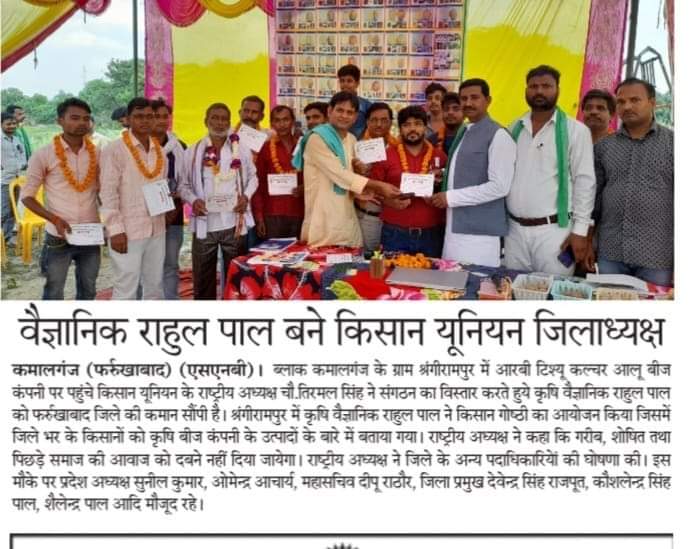 वैज्ञानिक राहुल पाल बने किसान यूनियन जिलाध्यक्ष
कमालगंज (फर्रुखाबाद) (एसएनबी)। ब्लाक कमालगंज के ग्राम श्रंगीरामपुर में आरबी टिश्यू कल्चर आलू बीज
कंपनी पर पहुंचे किसान यूनियन के राष्ट्रीय अध्यक्ष चौ.तिरमल सिंह ने संगठन का विस्तार करते हुये कृषि वैज्ञानिक राहुल पाल
को फर्रुखाबाद जिले की कमान सौंपी है। श्रंगीरामपुर में कृषि वैज्ञानिक राहुल पाल ने किसान गोष्ठी का आयोजन किया जिसमें
जिले भर के किसानों को कृषि बीज कंपनी के उत्पादों के बारे में बताया गया। राष्ट्रीय अध्यक्ष ने कहा कि गरीब, शोषित तथा
पिछड़े समाज की आवाज को दबने नहीं दिया जायेगा। राष्ट्रीय अध्यक्ष ने जिले के अन्य पदाधिकारियों की घोषणा की। इस
मौके पर प्रदेश अध्यक्ष सुनील कुमार, ओमेन्द्र आचार्य, महासचिव दीपू राठौर, जिला प्रमुख देवेन्द्र सिंह राजपूत, कौशलेन्द्र सिंह
पाल, शैलेन्द्र पाल आदि मौजूद रहे।